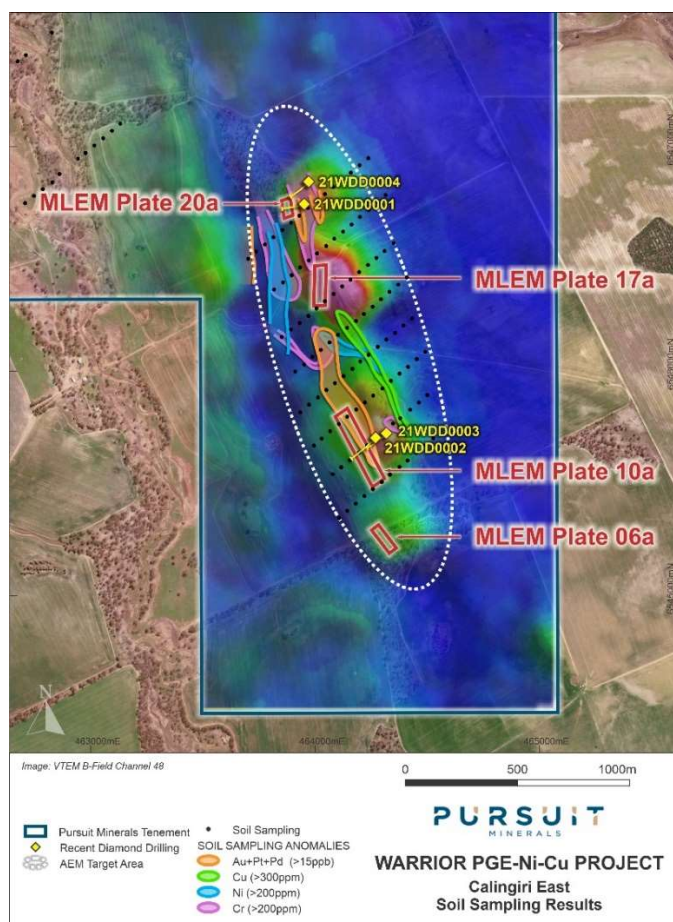 21WDD0004
MLEM Plate 20a
21WDD0001
MLEM Plate 17a
21WDD0003
21WDD0002
MLEM Plate 10a
MLEM Plate 06a
N
463000mE
464000mE
465000mE
Image: VTEM B-Field Channel 48
0 500 1000m
PURSUIT
MINERALS
Pursuit Minerals Tenement
Recent Diamond Drilling
AEM Target Area
Soil Sampling
SOIL SAMPLING ANOMALIES
Au+Pt+Pd (>15ppb)
Cu (>300ppm)
Ni (>200ppm)
Cr (>200ppm)
WARRIOR PGE-Ni-Cu PROJECT
Calingiri East
Soil Sampling Results